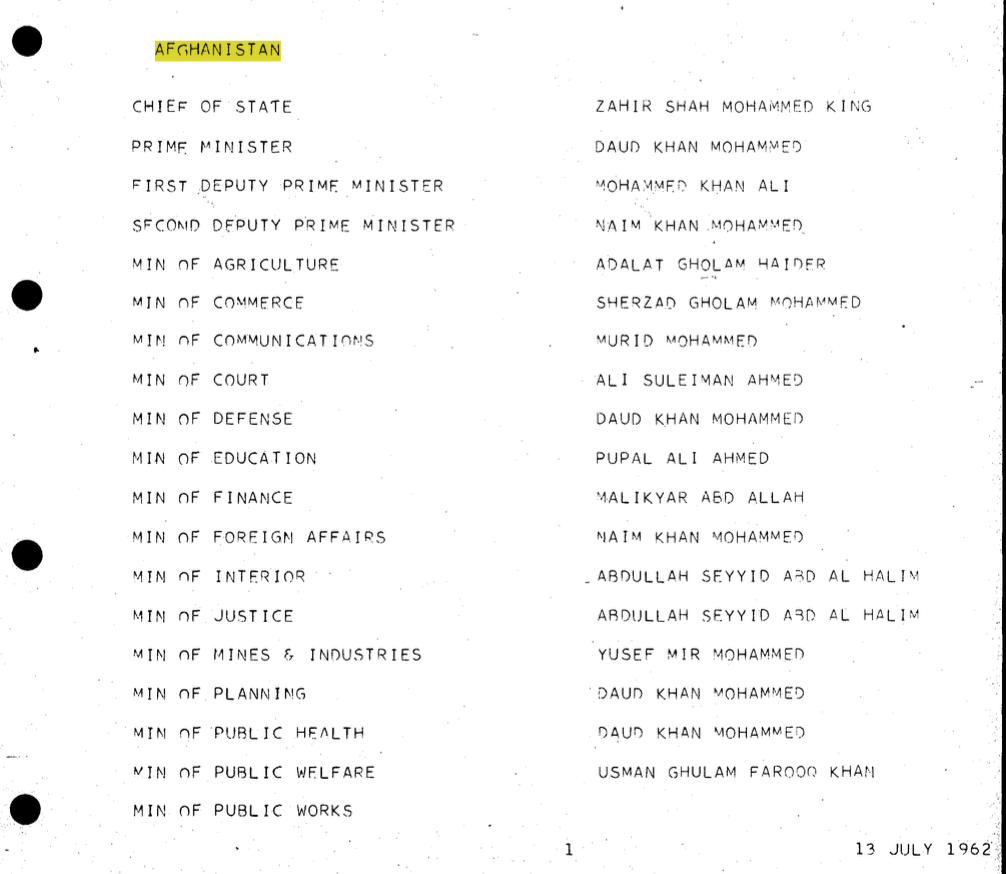 AFGHANISTAN
CHIEF OF STATE ZAHIR SHAH MOHAMMED KING
PRIME MINISTER DAUD KHAN MOHAMMED
FIRST DEPUTY PRIME MINISTER MOHAMMED KHAN ALI
SECOND DEPUTY PRIME MINISTER NAIM KHAN MOHAMMED
MIN OF AGRICULTURE ADALAT GHOLAM HAIDER
MIN OF COMMERCE SHERZAD GHOLAM MOHAMMED
MIN OF COMMUNICATIONS MURID MOHAMMED
MIN OF COURT ALI SULEIMAN AHMED
MIN OF DEFENSE DAUD KHAN MOHAMMED
MIN OF EDUCATION PUPAL ALI AHMED
MIN OF FINANCE MALIKYAR ABD ALLAH
MIN OF FOREIGN AFFAIRS NAIM KHAN MOHAMMED
MIN OF INTERIOR ABDULLAH SEYYID ABD AL HALIM
MIN OF JUSTICE ABDULLAH SEYYID ABD AL HALIM
MIN OF MINES & INDUSTRIES YUSEF MIR MOHAMMED
MIN OF PLANNING DAUD KHAN MOHAMMED
MIN OF PUBLIC HEALTH DAUD KHAN MOHAMMED
MIN OF PUBLIC WELFARE USMAN GHULAM FAROOQ KHAN
MIN OF PUBLIC WORKS
1 13 JULY 1962